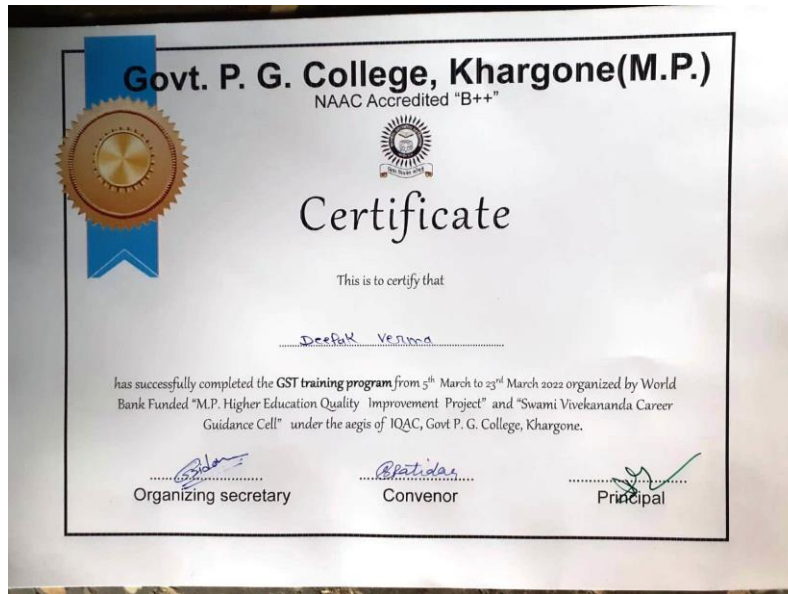 Govt. P. G. College, Khargone(M.P.)
NAAC Accredited “B++”
Certificate
This is to certify that
Deepak Verma
has successfully completed the GST training program from 5th March to 23rd March 2022 organized by World
Bank Funded “M.P. Higher Education Quality Improvement Project” and “Swami Vivekananda Career
Guidance Cell” under the aegis of IQAC, Govt P. G. College, Khargone.
Organizing secretary
Convenor
Principal